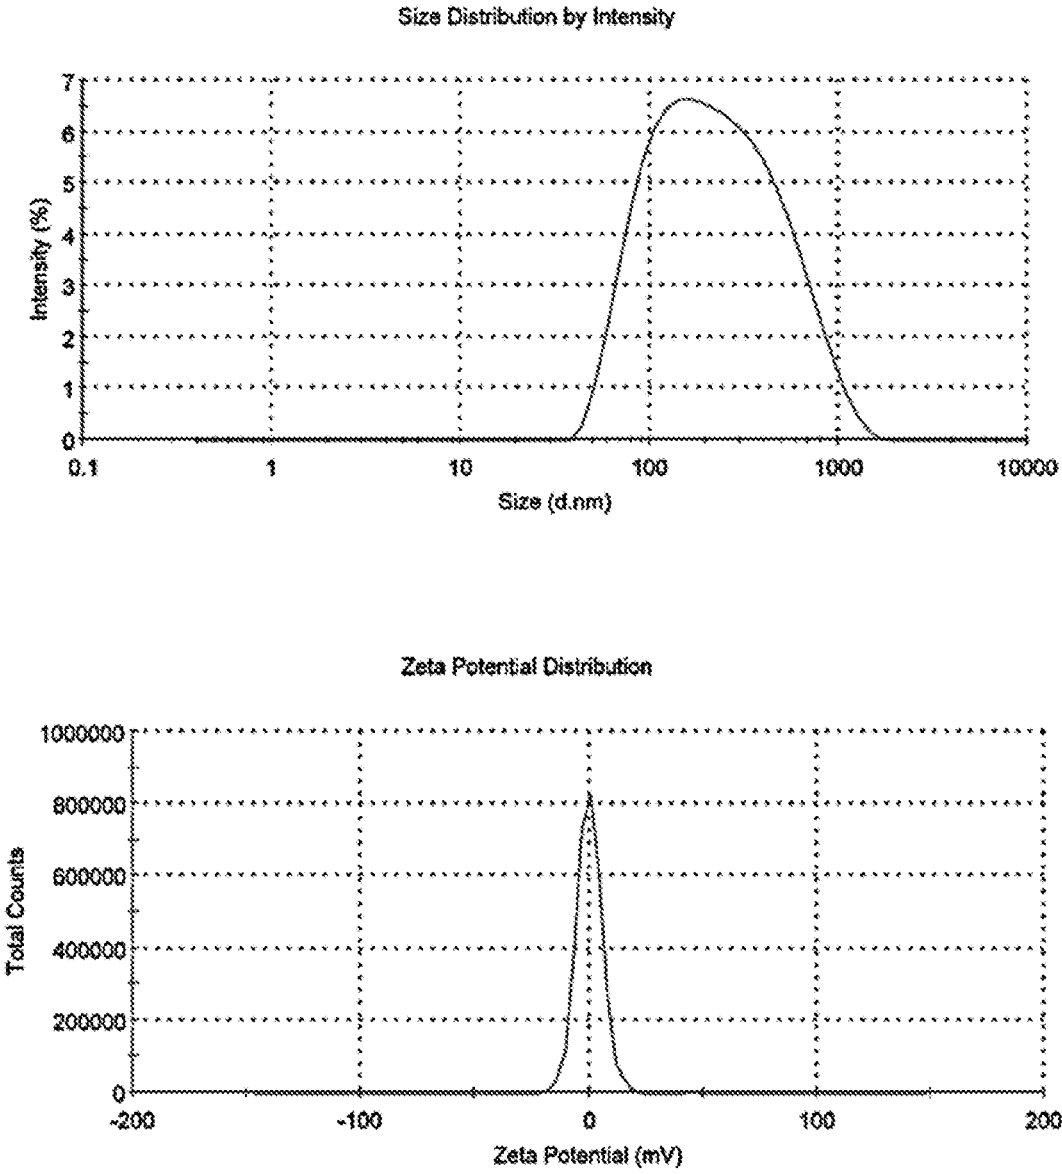 Size Distribution by Intensity
7
6
5
4
3
2
1
0
Intensity (%)
0.1 1 10 100 1000 10000
Size (d.nm)
Zeta Potential Distribution
1000000
800000
600000
400000
200000
0
Total Counts
-200 -100 0 100 200
Zeta Potential (mV)